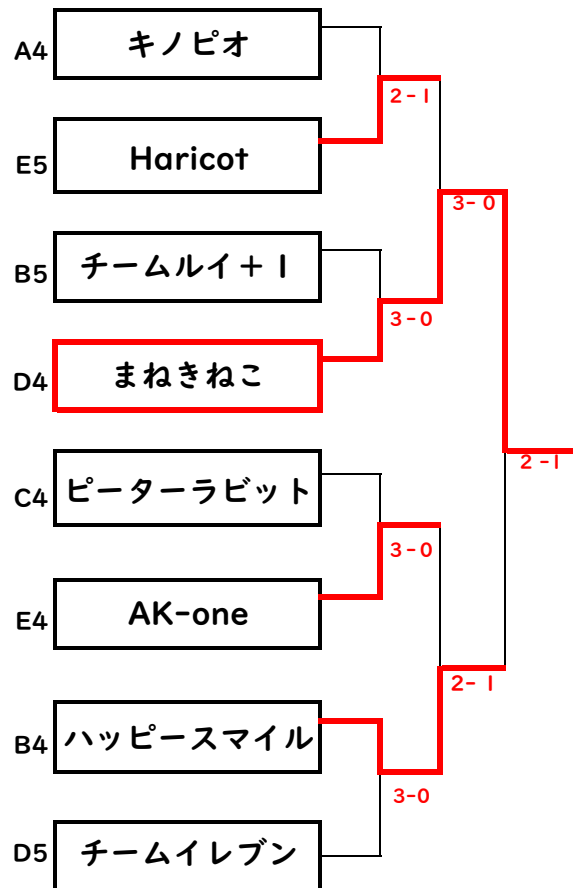 A4 キノピオ
2-1
E5 Haricot
3-0
B5 チームルイ+1
3-0
D4 まねきねこ
2-1
C4 ピーターラビット
3-0
E4 AK-one
2-1
B4 ハッピースマイル
3-0
D5 チームイレブン